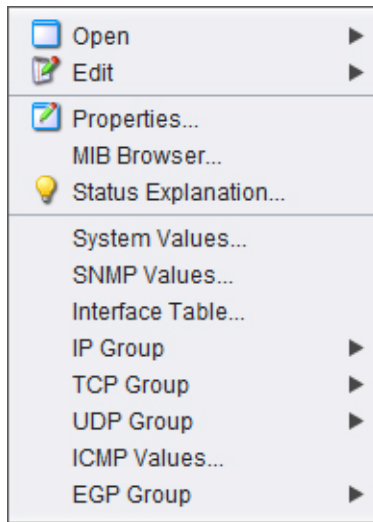 Open
Edit
Properties...
MIB Browser...
Status Explanation...
System Values...
SNMP Values...
Interface Table...
IP Group
TCP Group
UDP Group
ICMP Values...
EGP Group